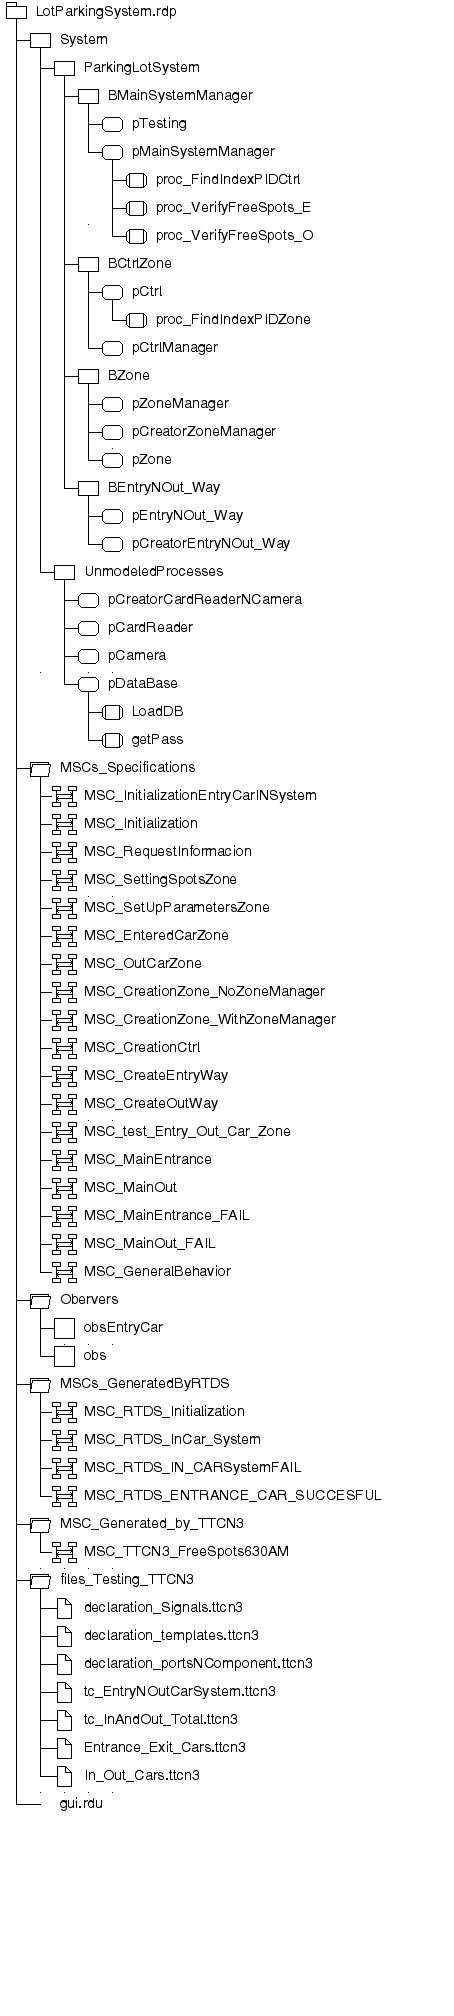 LotParkingSystem.rdp
System
ParkingLotSystem
BMainSystemManager
pTesting
pMainSystemManager
proc_FindIndexPIDCtrl
proc_VerifyFreeSpots_E
proc_VerifyFreeSpots_O
BCtrlZone
pCtrl
proc_FindIndexPIDZone
pCtrlManager
BZone
pZoneManager
pCreatorZoneManager
pZone
BEntryNOut_Way
pEntryNOut_Way
pCreatorEntryNOut_Way
UnmodeledProcesses
pCreatorCardReaderNCamera
pCardReader
pCamera
pDataBase
LoadDB
getPass
MSCs_Specifications
MSC_InitializationEntryCarINSystem
MSC_Initialization
MSC_RequestInformacion
MSC_SettingSpotsZone
MSC_SetUpParametersZone
MSC_EnteredCarZone
MSC_OutCarZone
MSC_CreationZone_NoZoneManager
MSC_CreationZone_WithZoneManager
MSC_CreationCtrl
MSC_CreateEntryWay
MSC_CreateOutWay
MSC_test_Entry_Out_Car_Zone
MSC_MainEntrance
MSC_MainOut
MSC_MainEntrance_FAIL
MSC_MainOut_FAIL
MSC_GeneralBehavior
Obervers
obsEntryCar
obs
MSCs_GeneratedByRTDS
MSC_RTDS_Initialization
MSC_RTDS_InCar_System
MSC_RTDS_IN_CARSystemFAIL
MSC_RTDS_ENTRANCE_CAR_SUCCESFUL
MSC_Generated_by_TTCN3
MSC_TTCN3_FreeSpots630AM
files_Testing_TTCN3
declaration_Signals.ttcn3
declaration_templates.ttcn3
declaration_portsNComponent.ttcn3
tc_EntryNOutCarSystem.ttcn3
tc_InAndOut_Total.ttcn3
Entrance_Exit_Cars.ttcn3
In_Out_Cars.ttcn3
gui.rdu